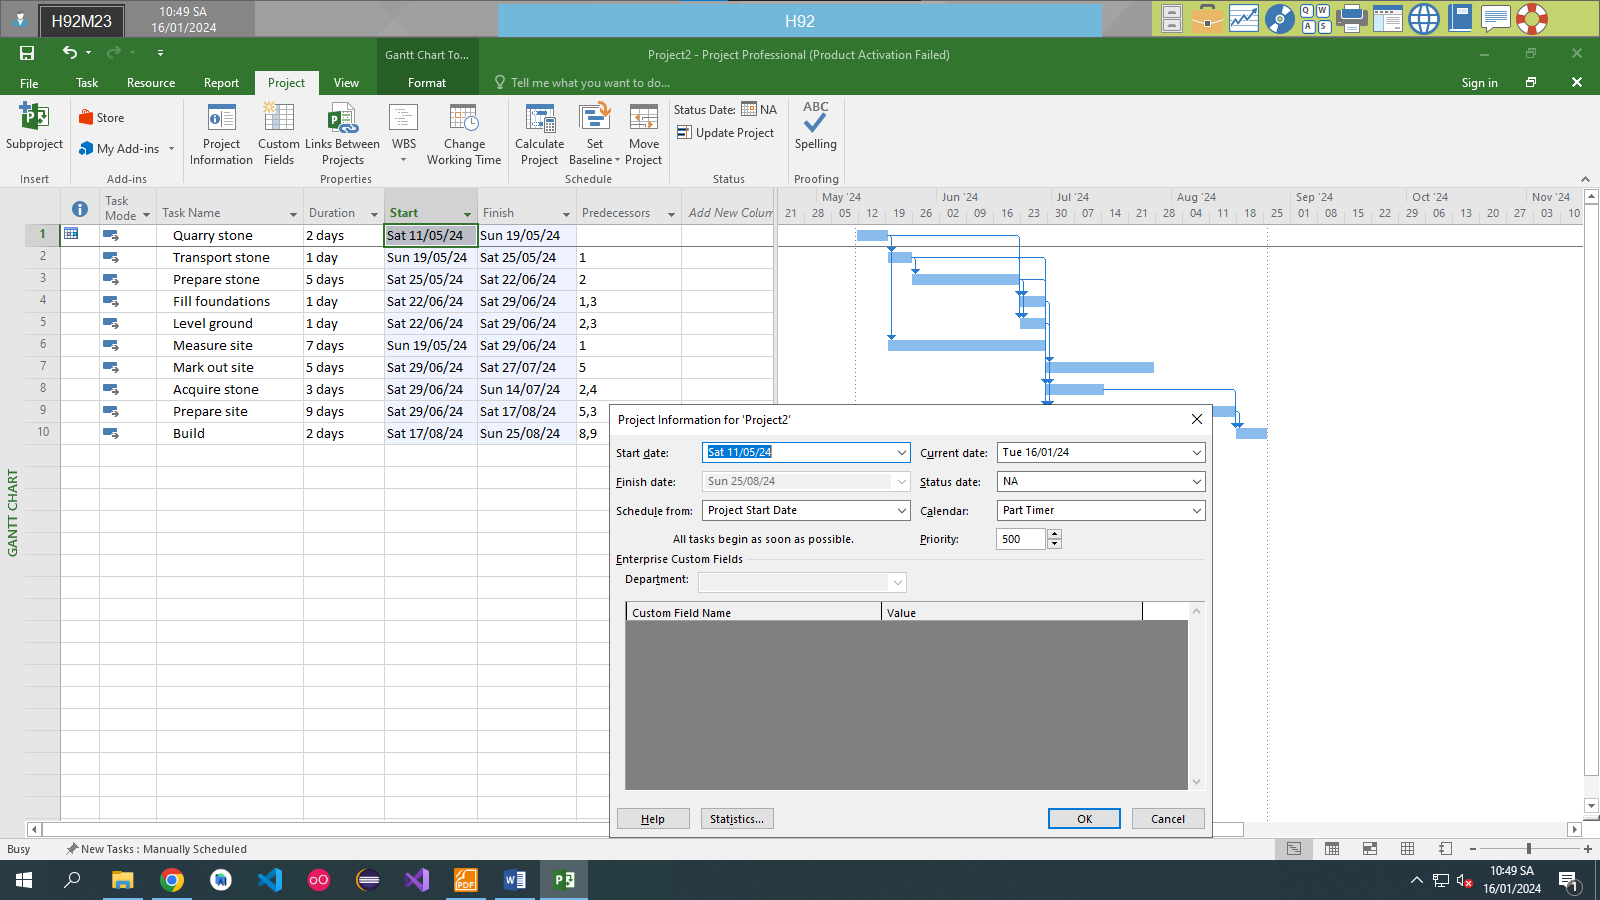 H92M23
10:49 SA
16/01/2024
H92
Q W
A S
Gantt Chart To...
Project2 - Project Professional (Product Activation Failed)
File
Task
Resource
Report
Project
View
Format
Tell me what you want to do...
Sign in
Subproject
Store
My Add-ins
Project Information
Custom Fields
Links Between Projects
WBS
Change Working Time
Calculate Project
Set Baseline
Move Project
Status Date: NA
Update Project
ABC
Spelling
Insert
Add-ins
Properties
Schedule
Status
Proofing
Task Mode
Task Name
Duration
Start
Finish
Predecessors
Add New Colum
May '24
Jun '24
Jul '24
Aug '24
Sep '24
Oct '24
Nov '24
21 28 05 12 19 26 02 09 16 23 30 07 14 21 28 04 11 18 25 01 08 15 22 29 06 13 20 27 03 10
1 Quarry stone 2 days Sat 11/05/24 Sun 19/05/24
2 Transport stone 1 day Sun 19/05/24 Sat 25/05/24 1
3 Prepare stone 5 days Sat 25/05/24 Sat 22/06/24 2
4 Fill foundations 1 day Sat 22/06/24 Sat 29/06/24 1,3
5 Level ground 1 day Sat 22/06/24 Sat 29/06/24 2,3
6 Measure site 7 days Sun 19/05/24 Sat 29/06/24 1
7 Mark out site 5 days Sat 29/06/24 Sat 27/07/24 5
8 Acquire stone 3 days Sat 29/06/24 Sun 14/07/24 2,4
9 Prepare site 9 days Sat 29/06/24 Sat 17/08/24 5,3
10 Build 2 days Sat 17/08/24 Sun 25/08/24 8,9
GANTT CHART
Project Information for 'Project2'
Start date: Sat 11/05/24
Current date: Tue 16/01/24
Finish date: Sun 25/08/24
Status date: NA
Schedule from: Project Start Date
Calendar: Part Timer
All tasks begin as soon as possible.
Priority: 500
Enterprise Custom Fields
Department:
Custom Field Name
Value
Help
Statistics...
OK
Cancel
Busy
New Tasks : Manually Scheduled
PDF
10:49 SA
16/01/2024
1